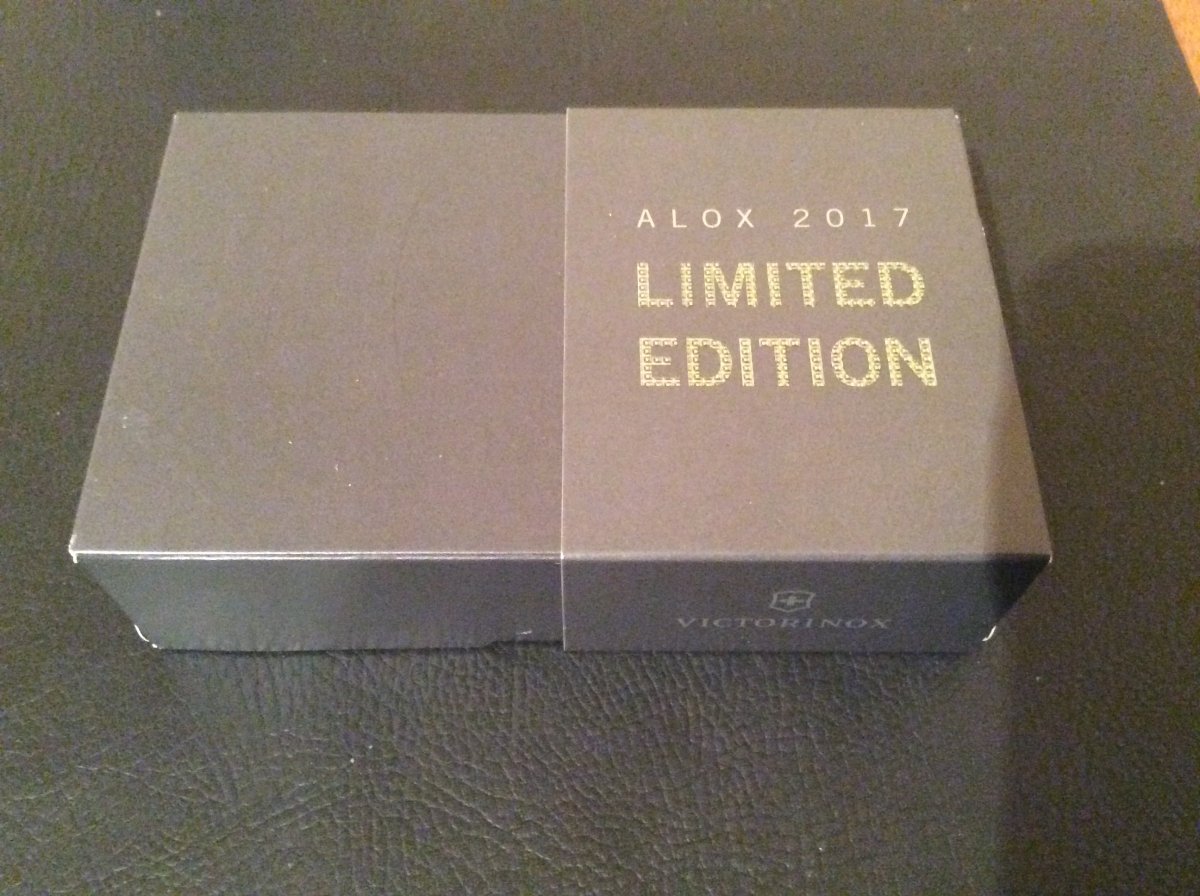 ALOX 2017
LIMITED
EDITION
VICTORINOX